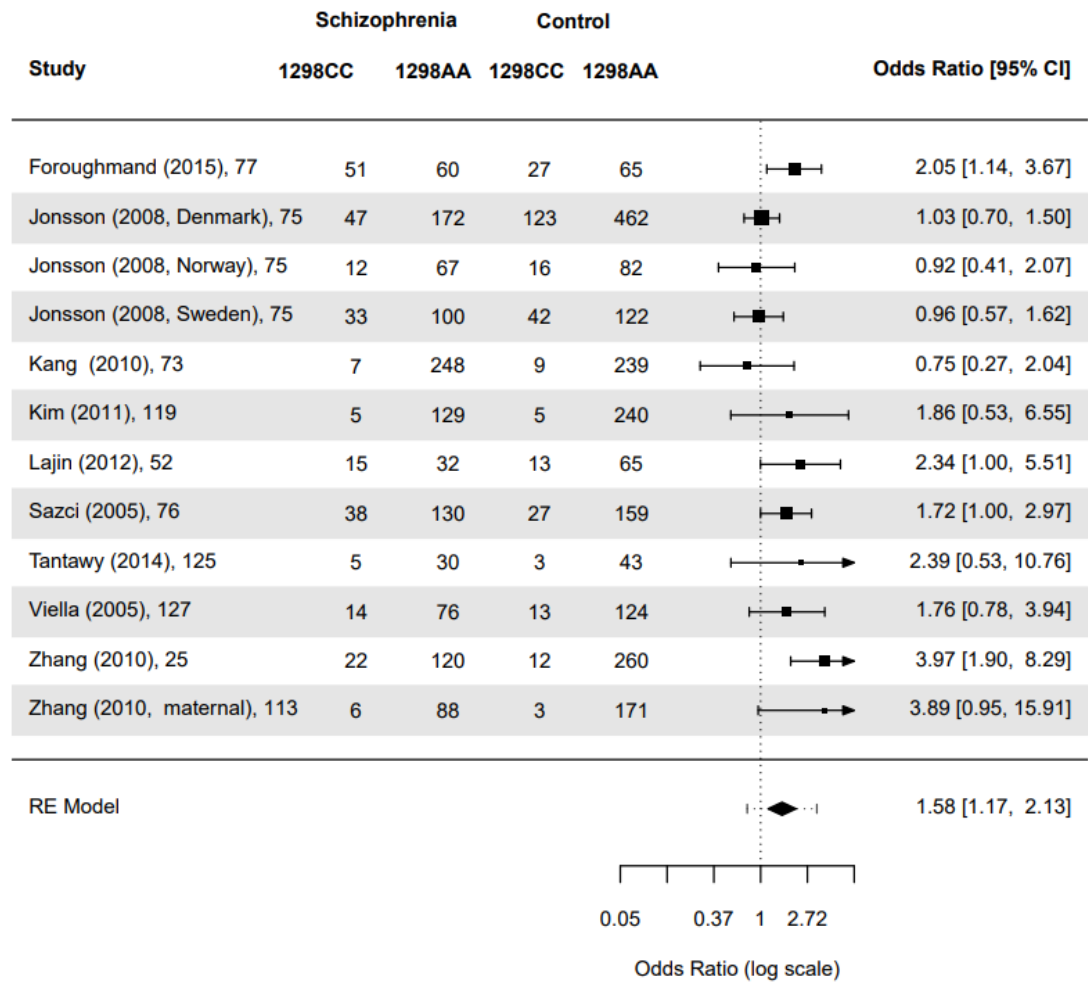 Schizophrenia Control
Study 1298CC 1298AA 1298CC 1298AA Odds Ratio [95% CI]
Foroughmand (2015), 77 51 60 27 65 2.05 [1.14, 3.67]
Jonsson (2008, Denmark), 75 47 172 123 462 1.03 [0.70, 1.50]
Jonsson (2008, Norway), 75 12 67 16 82 0.92 [0.41, 2.07]
Jonsson (2008, Sweden), 75 33 100 42 122 0.96 [0.57, 1.62]
Kang (2010), 73 7 248 9 239 0.75 [0.27, 2.04]
Kim (2011), 119 5 129 5 240 1.86 [0.53, 6.55]
Lajin (2012), 52 15 32 13 65 2.34 [1.00, 5.51]
Sazci (2005), 76 38 130 27 159 1.72 [1.00, 2.97]
Tantawy (2014), 125 5 30 3 43 2.39 [0.53, 10.76]
Viella (2005), 127 14 76 13 124 1.76 [0.78, 3.94]
Zhang (2010), 25 22 120 12 260 3.97 [1.90, 8.29]
Zhang (2010, maternal), 113 6 88 3 171 3.89 [0.95, 15.91]
RE Model 1.58 [1.17, 2.13]
0.05 0.37 1 2.72
Odds Ratio (log scale)